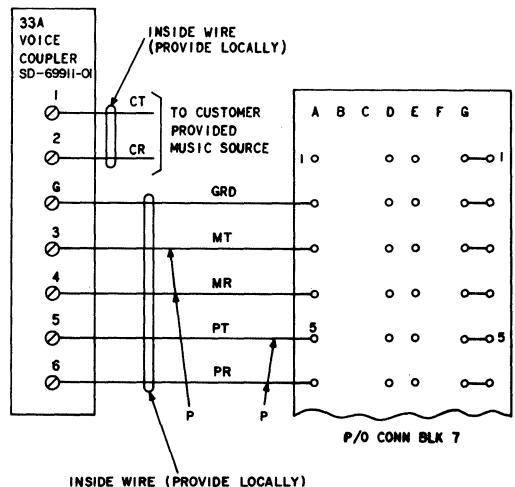 33A
VOICE
COUPLER
SD-69911-01
INSIDE WIRE
(PROVIDE LOCALLY)
1
CT
TO CUSTOMER
PROVIDED
MUSIC SOURCE
2
CR
A B C D E F G
1 1
G
GRD
3
MT
4
MR
5
PT
5 5
6
PR
P P
P/O CONN BLK 7
INSIDE WIRE (PROVIDE LOCALLY)